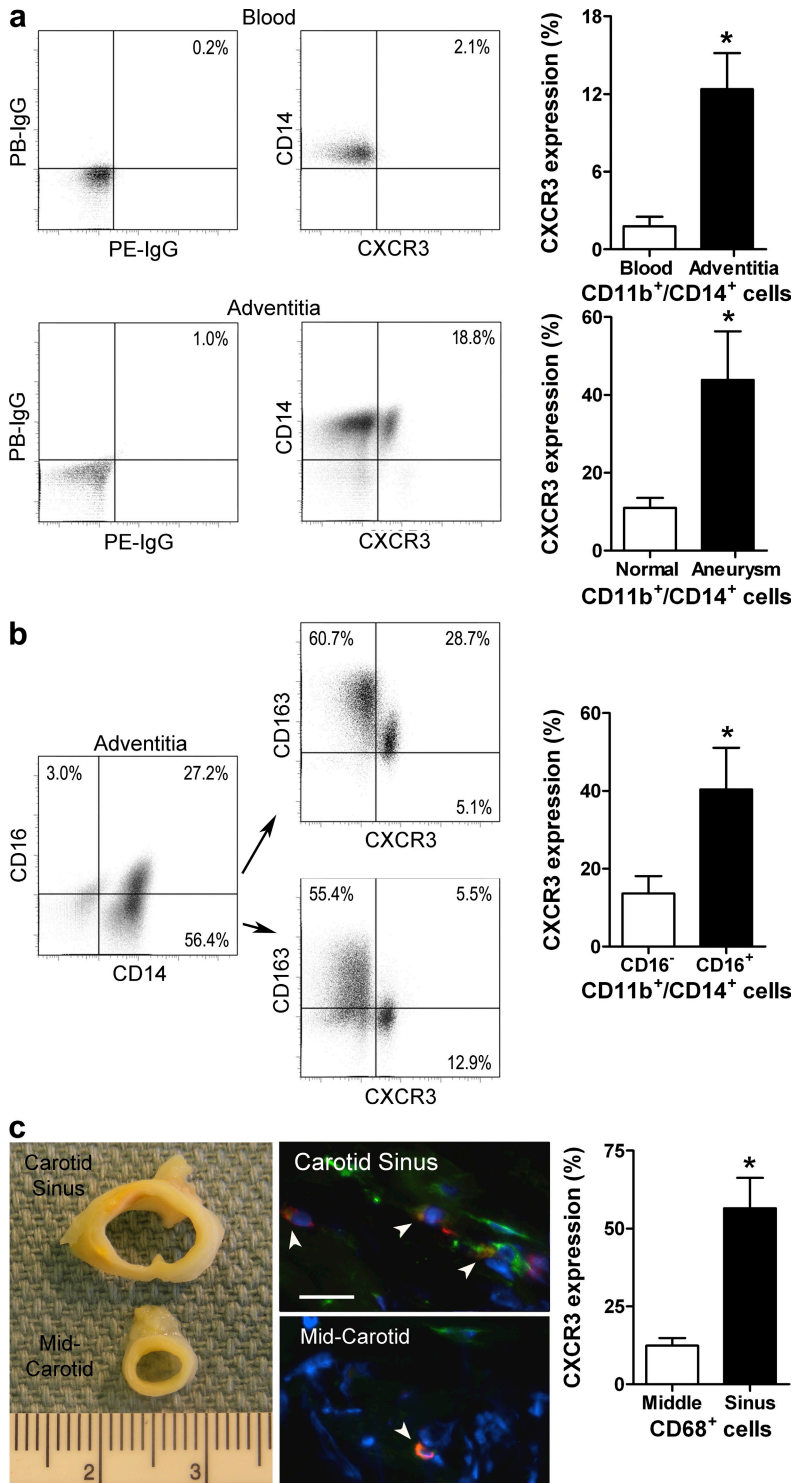 a
Blood
0.2%
PB-IgG
PE-IgG
2.1%
CD14
CXCR3
CXCR3 expression (%)
18
12
6
0
*
Blood Adventitia
CD11b⁺/CD14⁺ cells
Adventitia
1.0%
PB-IgG
PE-IgG
18.8%
CD14
CXCR3
CXCR3 expression (%)
60
40
20
0
*
Normal Aneurysm
CD11b⁺/CD14⁺ cells
b
Adventitia
3.0% 27.2%
56.4%
CD16
CD14
60.7% 28.7%
5.1%
CD163
CXCR3
55.4% 5.5%
12.9%
CD163
CXCR3
CXCR3 expression (%)
60
40
20
0
*
CD16⁻ CD16⁺
CD11b⁺/CD14⁺ cells
c
Carotid
Sinus
Mid-
Carotid
2 3
Carotid Sinus
Mid-Carotid
CXCR3 expression (%)
75
50
25
0
*
Middle Sinus
CD68⁺ cells